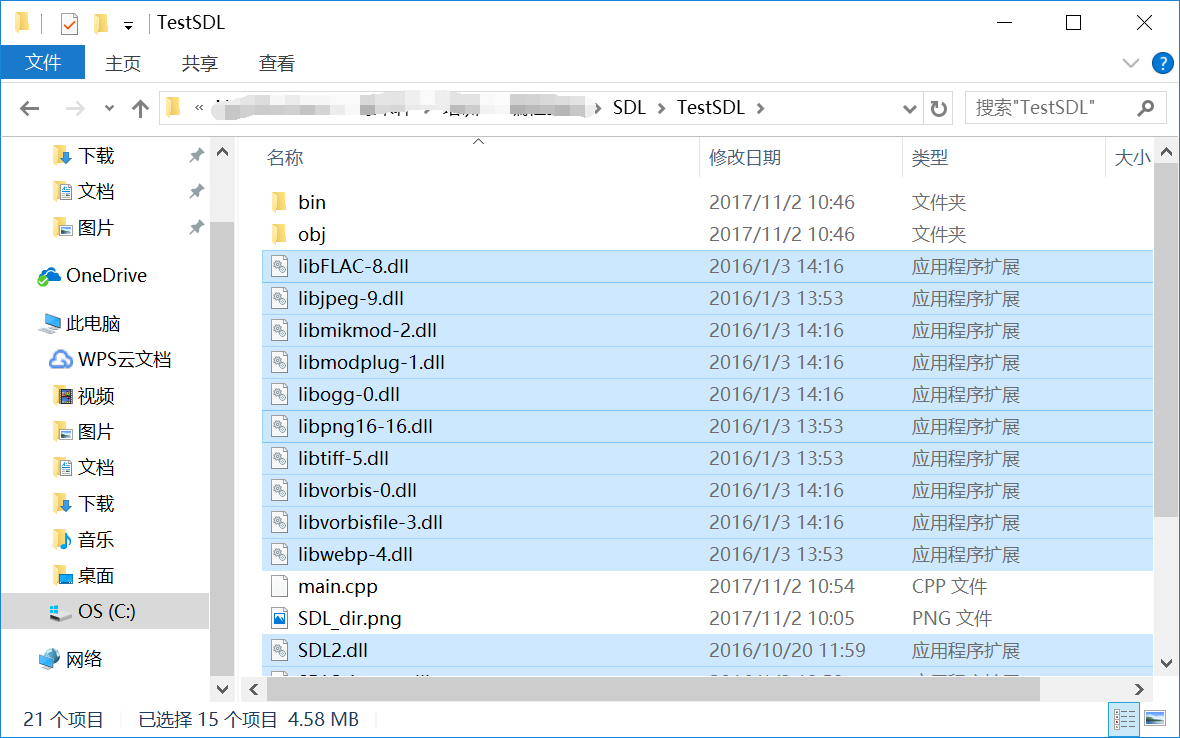 TestSDL
文件 主页 共享 查看 ?
« SDL TestSDL 搜索"TestSDL"
下载
文档
图片
OneDrive
此电脑
WPS云文档
视频
图片
文档
下载
音乐
桌面
OS (C:)
网络
名称 修改日期 类型 大小
bin 2017/11/2 10:46 文件夹
obj 2017/11/2 10:46 文件夹
libFLAC-8.dll 2016/1/3 14:16 应用程序扩展
libjpeg-9.dll 2016/1/3 13:53 应用程序扩展
libmikmod-2.dll 2016/1/3 14:16 应用程序扩展
libmodplug-1.dll 2016/1/3 14:16 应用程序扩展
libogg-0.dll 2016/1/3 14:16 应用程序扩展
libpng16-16.dll 2016/1/3 13:53 应用程序扩展
libtiff-5.dll 2016/1/3 13:53 应用程序扩展
libvorbis-0.dll 2016/1/3 14:16 应用程序扩展
libvorbisfile-3.dll 2016/1/3 14:16 应用程序扩展
libwebp-4.dll 2016/1/3 13:53 应用程序扩展
main.cpp 2017/11/2 10:54 CPP 文件
SDL_dir.png 2017/11/2 10:05 PNG 文件
SDL2.dll 2016/10/20 11:59 应用程序扩展
21 个项目 已选择 15 个项目 4.58 MB